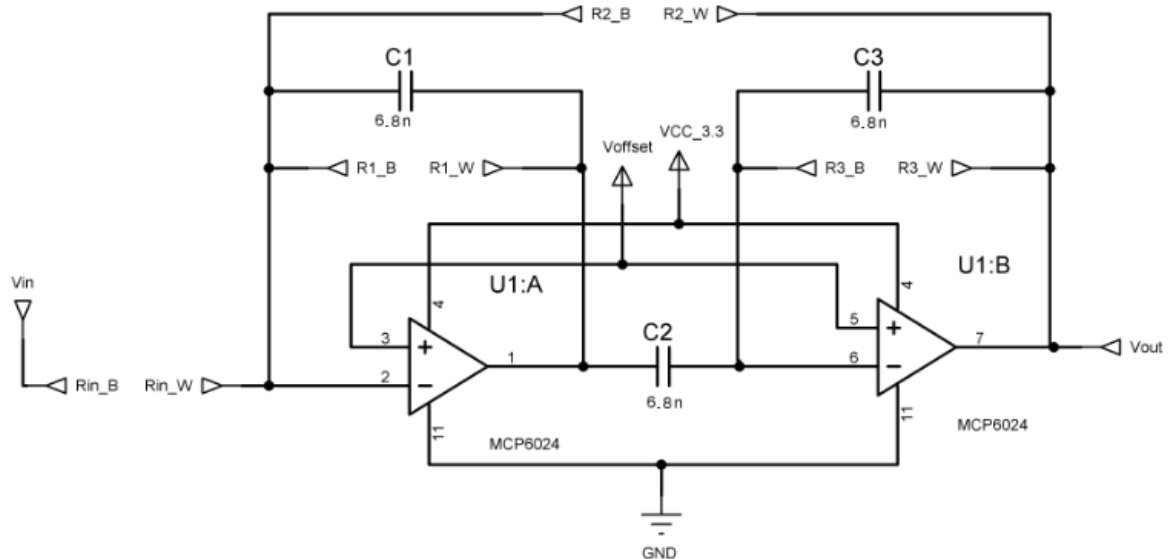 R2_B R2_W
C1 C3
6.8n 6.8n
VCC_3.3
Voffset
R1_B R1_W R3_B R3_W
U1:A U1:B
Vin
4 4
3 5
C2
1 7
2 6
Rin_B Rin_W Vout
6.8n
11 11
MCP6024 MCP6024
GND